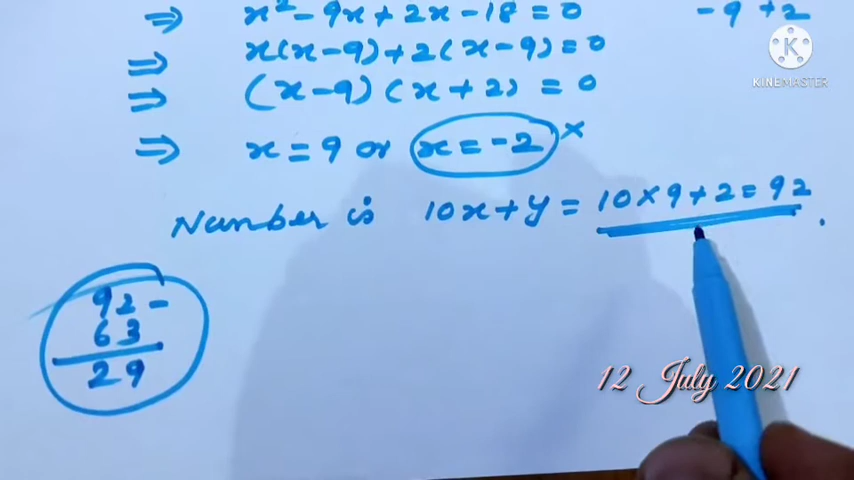 ⇒ x² - 9x + 2x - 18 = 0
- 9 + 2
⇒ x(x - 9) + 2(x - 9) = 0
⇒ (x - 9) (x + 2) = 0
⇒ x = 9 or x = -2 ×
Number is 10x + y = 10 × 9 + 2 = 92.
92 -
63
29
KINEMASTER
12 July 2021